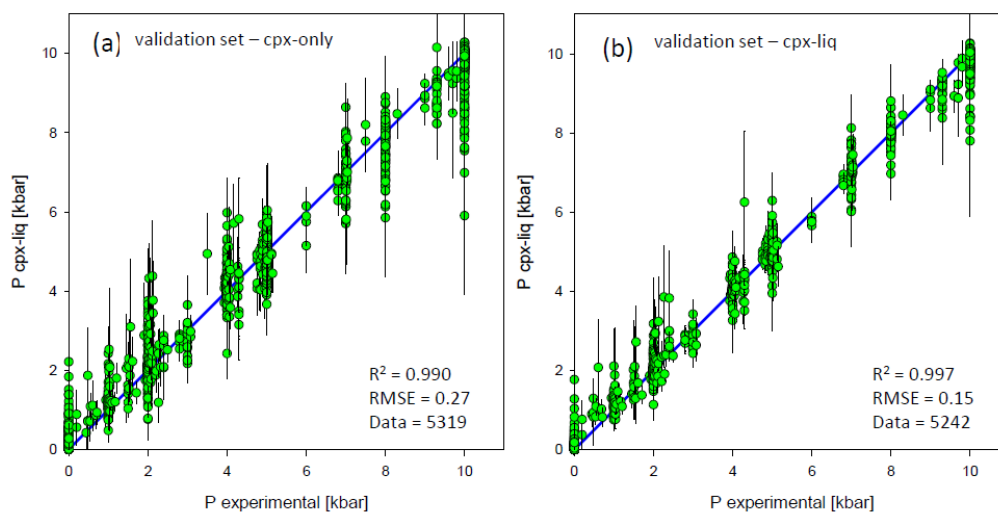 (a) validation set – cpx-only
P cpx-liq [kbar]
10
8
6
4
2
0
R² = 0.990
RMSE = 0.27
Data = 5319
0 2 4 6 8 10
P experimental [kbar]
(b) validation set – cpx-liq
P cpx-liq [kbar]
10
8
6
4
2
0
R² = 0.997
RMSE = 0.15
Data = 5242
0 2 4 6 8 10
P experimental [kbar]